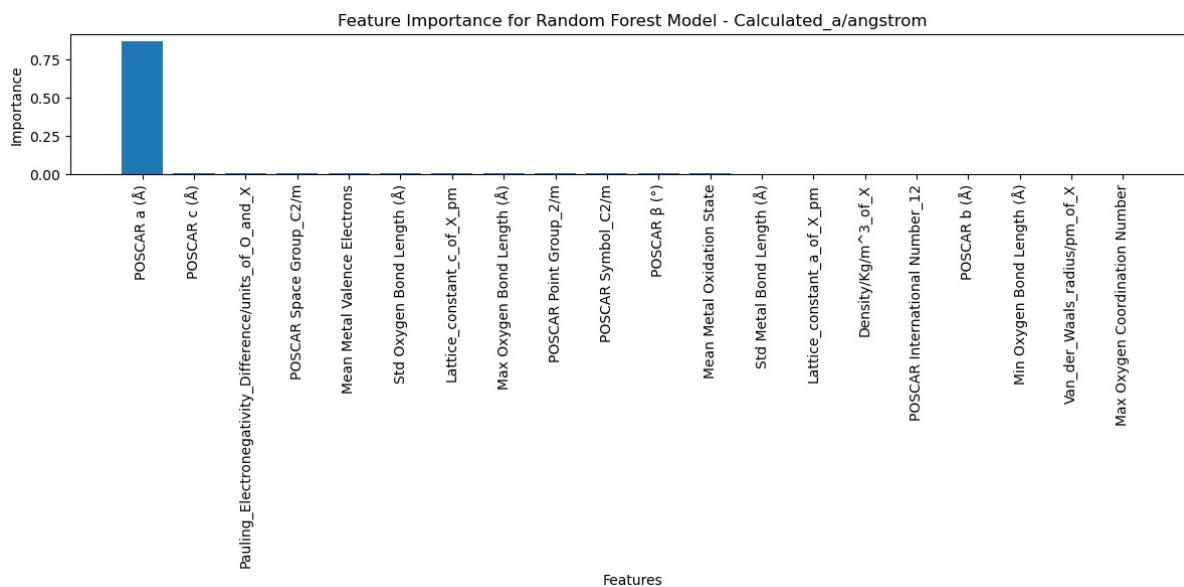 Feature Importance for Random Forest Model - Calculated_a/angstrom
Importance
0.75
0.50
0.25
0.00
POSCAR a (Å)
POSCAR c (Å)
Pauling_Electronegativity_Difference/units_of_O_and_X
POSCAR Space Group_C2/m
Mean Metal Valence Electrons
Std Oxygen Bond Length (Å)
Lattice_constant_c_of_X_pm
Max Oxygen Bond Length (Å)
POSCAR Point Group_2/m
POSCAR Symbol_C2/m
POSCAR β (°)
Mean Metal Oxidation State
Std Metal Bond Length (Å)
Lattice_constant_a_of_X_pm
Density/Kg/m^3_of_X
POSCAR International Number_12
POSCAR b (Å)
Min Oxygen Bond Length (Å)
Van_der_Waals_radius/pm_of_X
Max Oxygen Coordination Number
Features